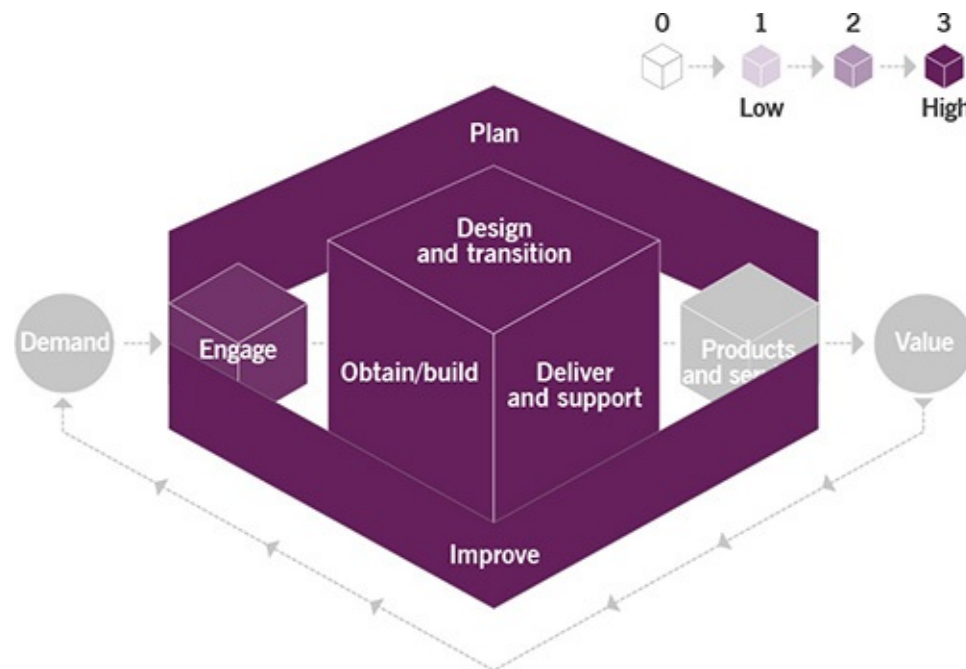 0 1 2 3
Low High
Plan
Design
and transition
Demand
Engage
Obtain/build
Deliver
and support
Products
and
Value
Improve